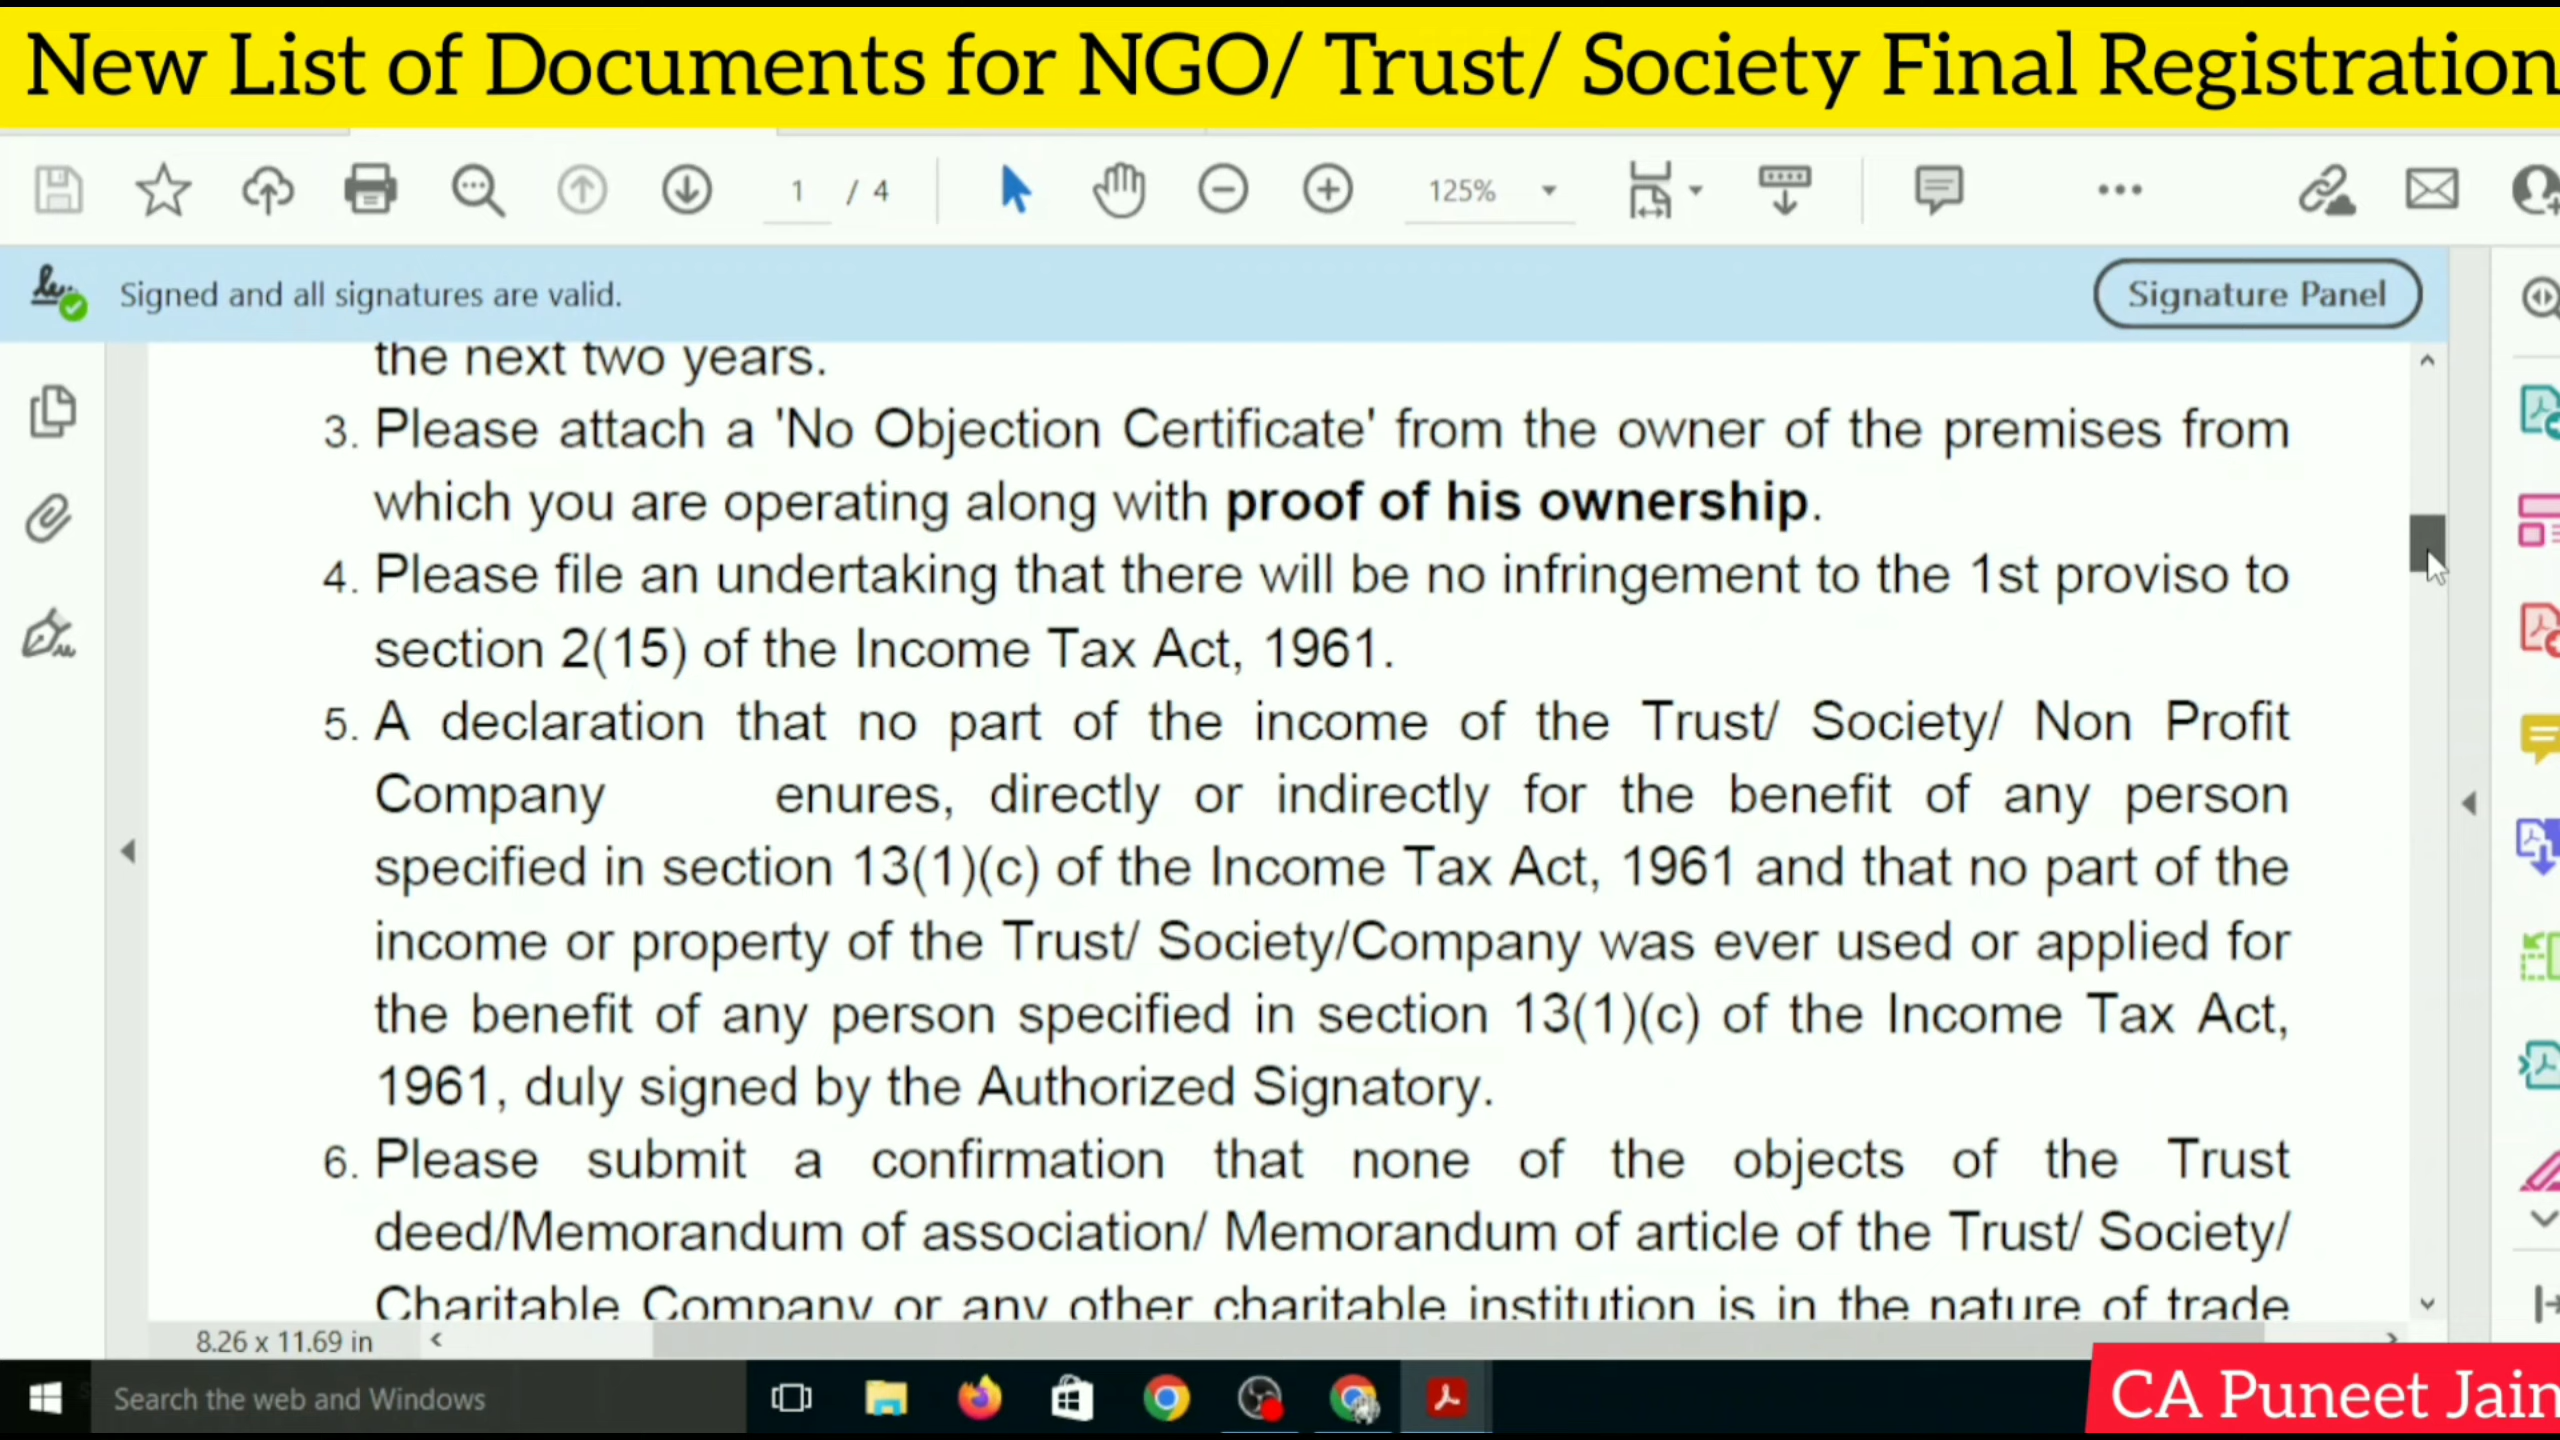 New List of Documents for NGO/ Trust/ Society Final Registration
1 / 4
125%
Signed and all signatures are valid.
Signature Panel
the next two years.
3. Please attach a 'No Objection Certificate' from the owner of the premises from
which you are operating along with proof of his ownership.
4. Please file an undertaking that there will be no infringement to the 1st proviso to
section 2(15) of the Income Tax Act, 1961.
5. A declaration that no part of the income of the Trust/ Society/ Non Profit
Company enures, directly or indirectly for the benefit of any person
specified in section 13(1)(c) of the Income Tax Act, 1961 and that no part of the
income or property of the Trust/ Society/Company was ever used or applied for
the benefit of any person specified in section 13(1)(c) of the Income Tax Act,
1961, duly signed by the Authorized Signatory.
6. Please submit a confirmation that none of the objects of the Trust
deed/Memorandum of association/ Memorandum of article of the Trust/ Society/
Charitable Company or any other charitable institution is in the nature of trade
8.26 x 11.69 in
Search the web and Windows
CA Puneet Jain